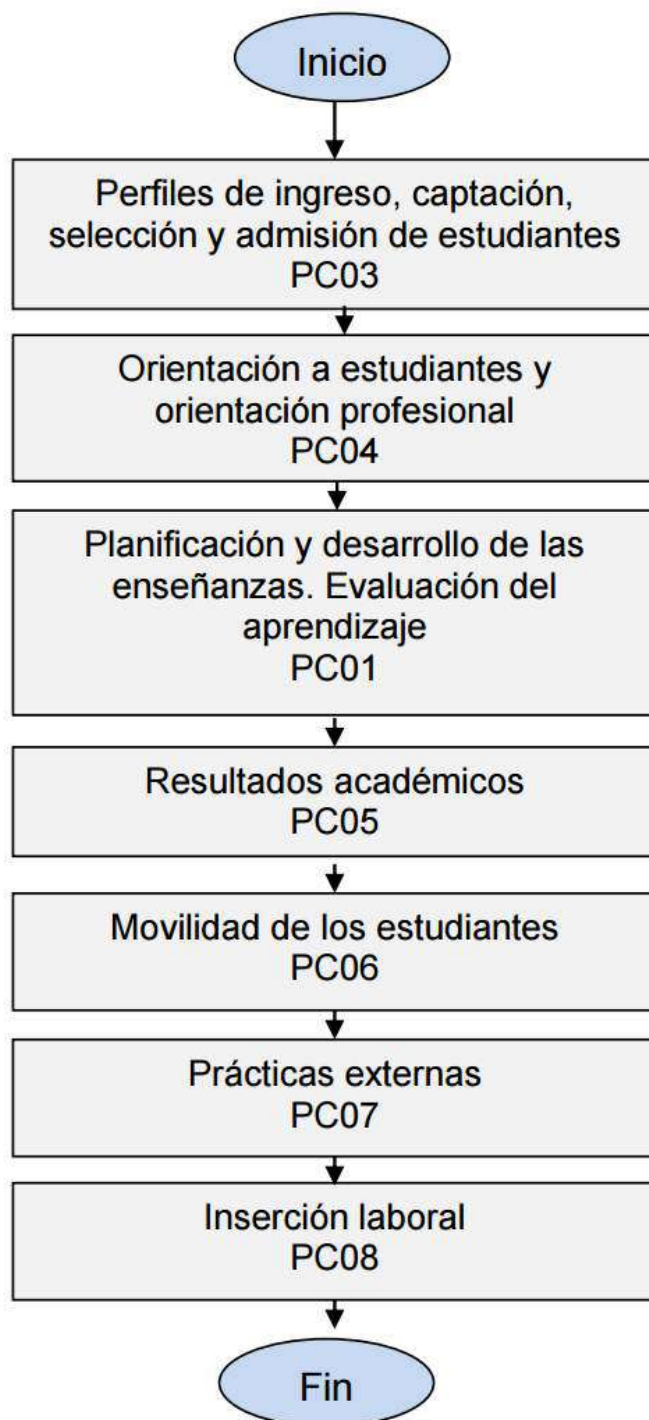 Inicio
Perfiles de ingreso, captación,
selección y admisión de estudiantes
PC03
Orientación a estudiantes y
orientación profesional
PC04
Planificación y desarrollo de las
enseñanzas. Evaluación del
aprendizaje
PC01
Resultados académicos
PC05
Movilidad de los estudiantes
PC06
Prácticas externas
PC07
Inserción laboral
PC08
Fin